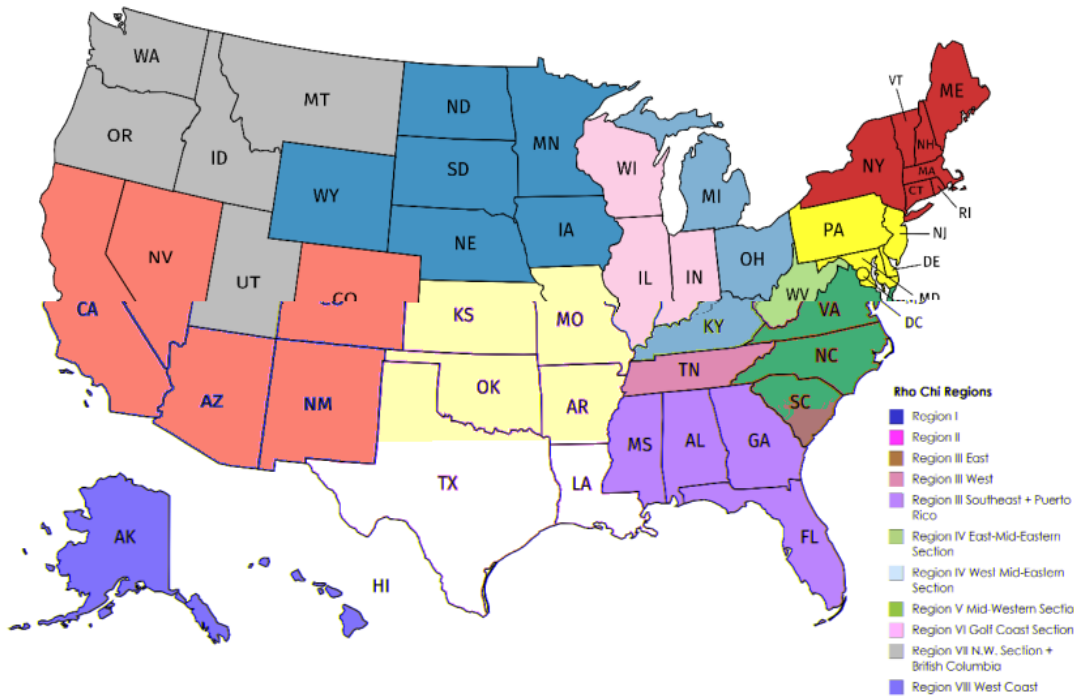 WA
MT
ND
MN
VT
ME
OR
ID
NH
SD
WI
NY
MA
CT
WY
MI
RI
NE
IA
PA
NJ
NV
OH
UT
IL
IN
DE
WV
CA
KS
MO
KY
VA
DC
NC
TN
AZ
NM
OK
AR
SC
Rho Chi Regions
Region I
Region II
Region III East
Region III West
Region III Southeast + Puerto
Rico
Region IV East-Mid-Eastern
Section
Region IV West Mid-Eastern
Section
Region V Mid-Western Sectio
Region VI Golf Coast Section
Region VII N.W. Section +
British Columbia
Region VIII West Coast
MS
AL
GA
TX
LA
AK
FL
HI